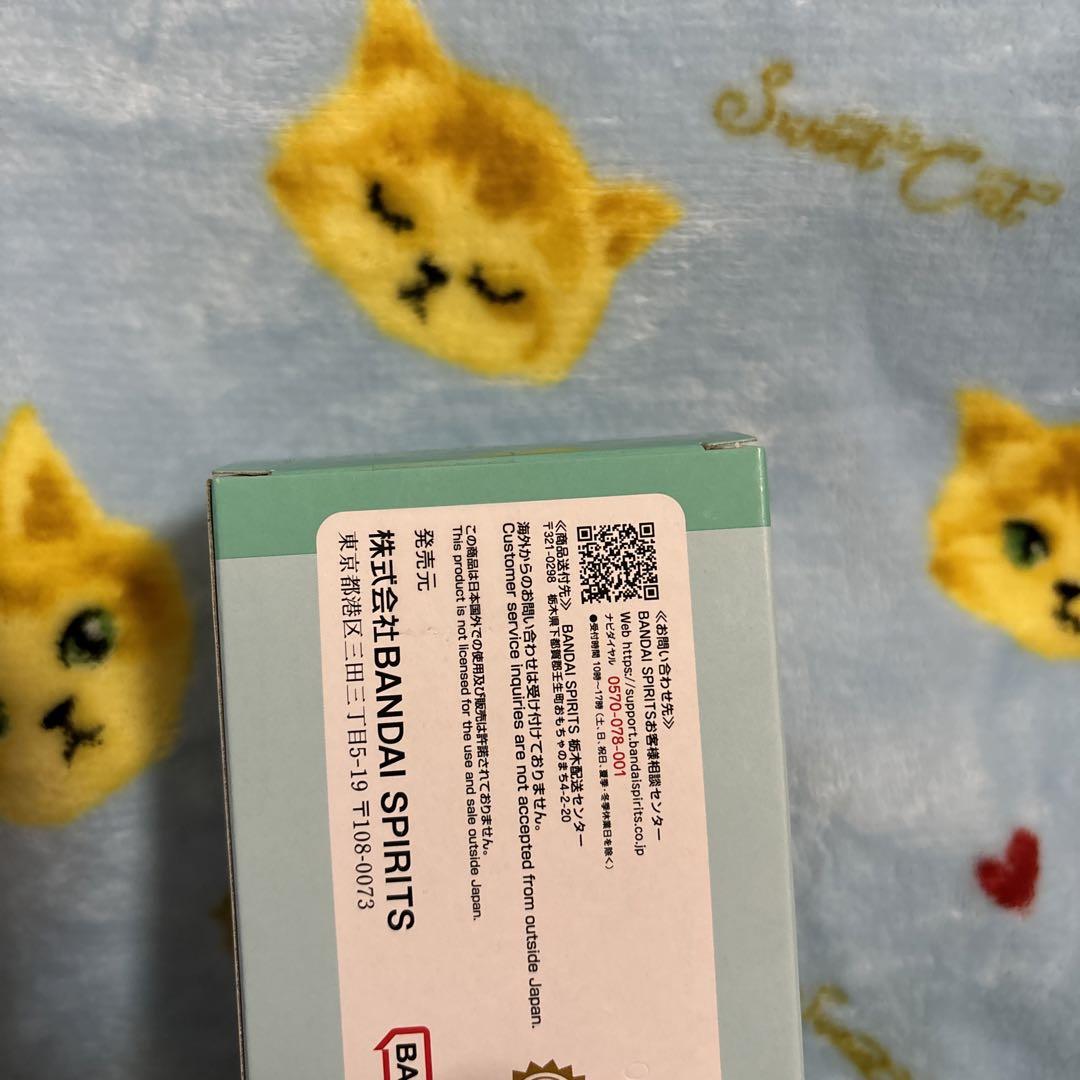 Sweet Cat
《お問い合わせ先》
BANDAI SPIRITSお客様相談センター
Web https://support.bandaispirits.co.jp
ナビダイヤル 0570-078-001
●受付時間 10時~17時(土、日、祝日、夏季・冬季休業日を除く)
《商品送付先》 BANDAI SPIRITS 栃木配送センター
〒321-0298 栃木県下都賀郡壬生町おもちゃのまち4-2-20
海外からのお問い合わせは受け付けておりません。
Customer service inquiries are not accepted from outside Japan.
この商品は日本国外での使用及び販売は許諾されておりません。
This product is not licensed for the use and sale outside Japan.
発売元
株式会社BANDAI SPIRITS
東京都港区三田三丁目5-19 〒108-0073
BA